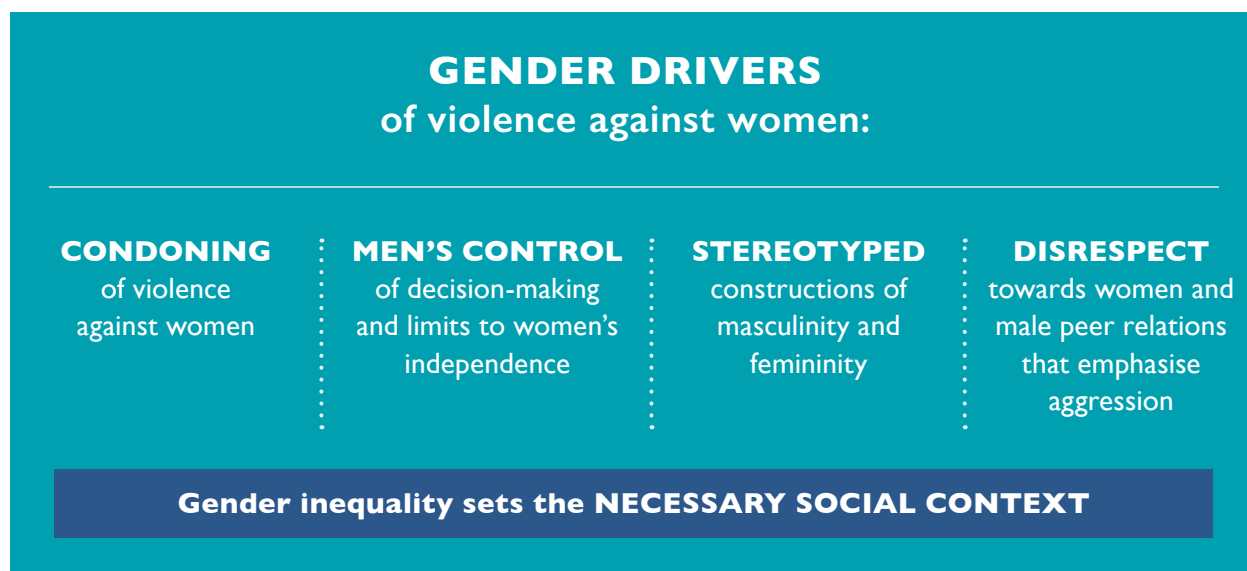 GENDER DRIVERS
of violence against women:
CONDONING
of violence
against women
MEN’S CONTROL
of decision-making
and limits to women’s
independence
STEREOTYPED
constructions of
masculinity and
femininity
DISRESPECT
towards women and
male peer relations
that emphasise
aggression
Gender inequality sets the NECESSARY SOCIAL CONTEXT